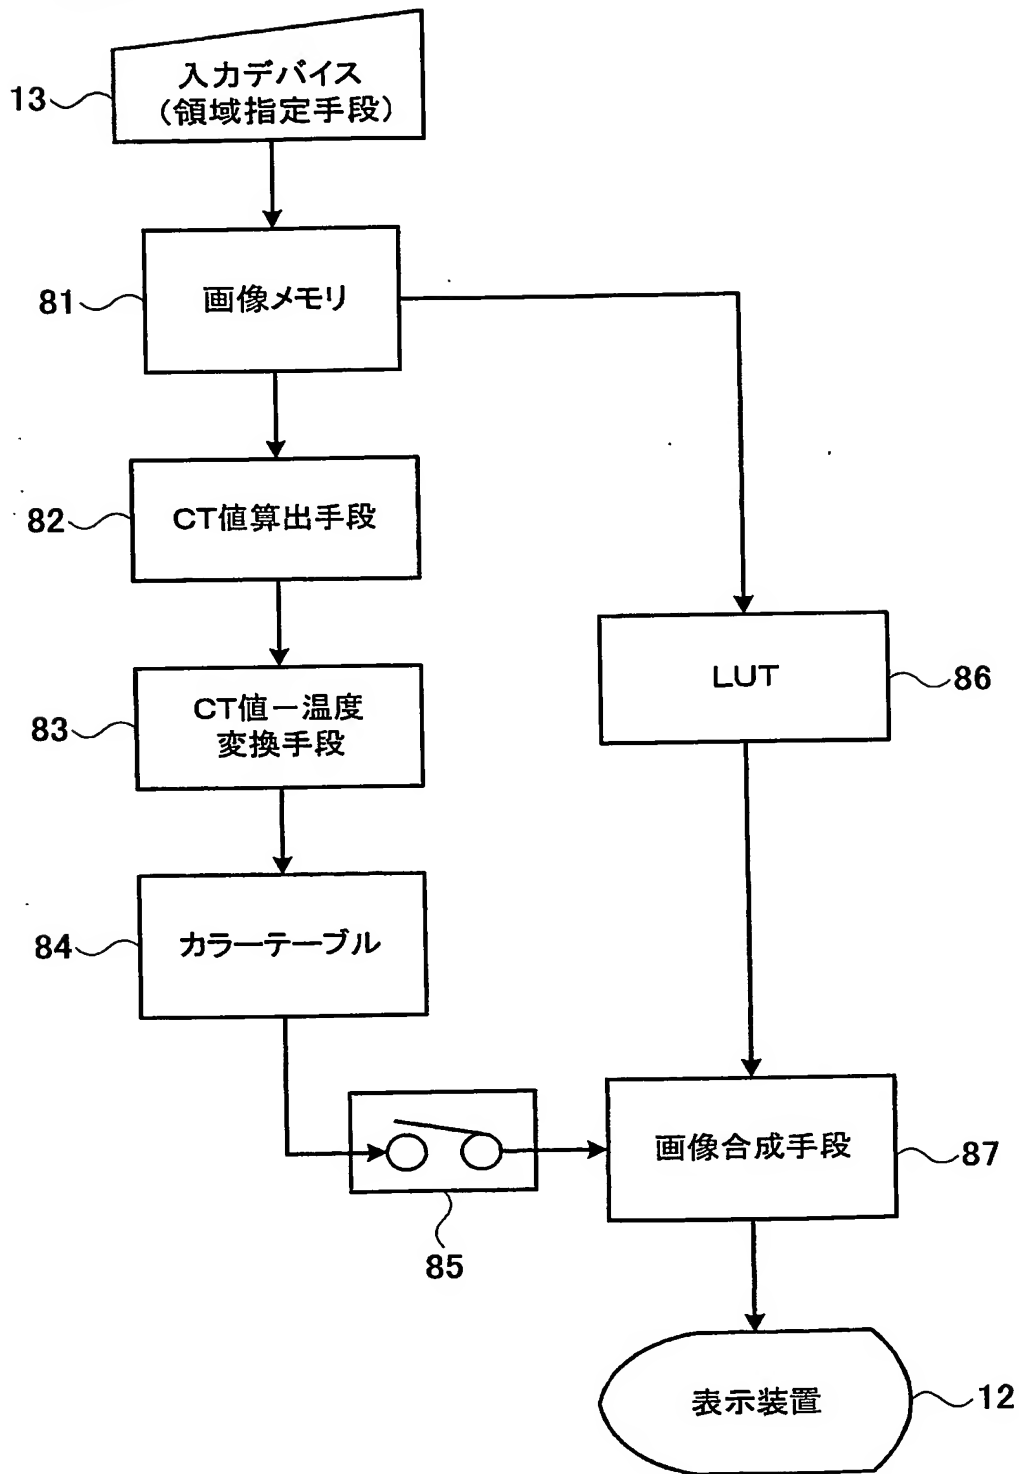 入力デバイス
（領域指定手段）
13
画像メモリ
81
CT値算出手段
82
CT値－温度
変換手段
83
LUT
86
カラーテーブル
84
85
画像合成手段
87
表示装置
12